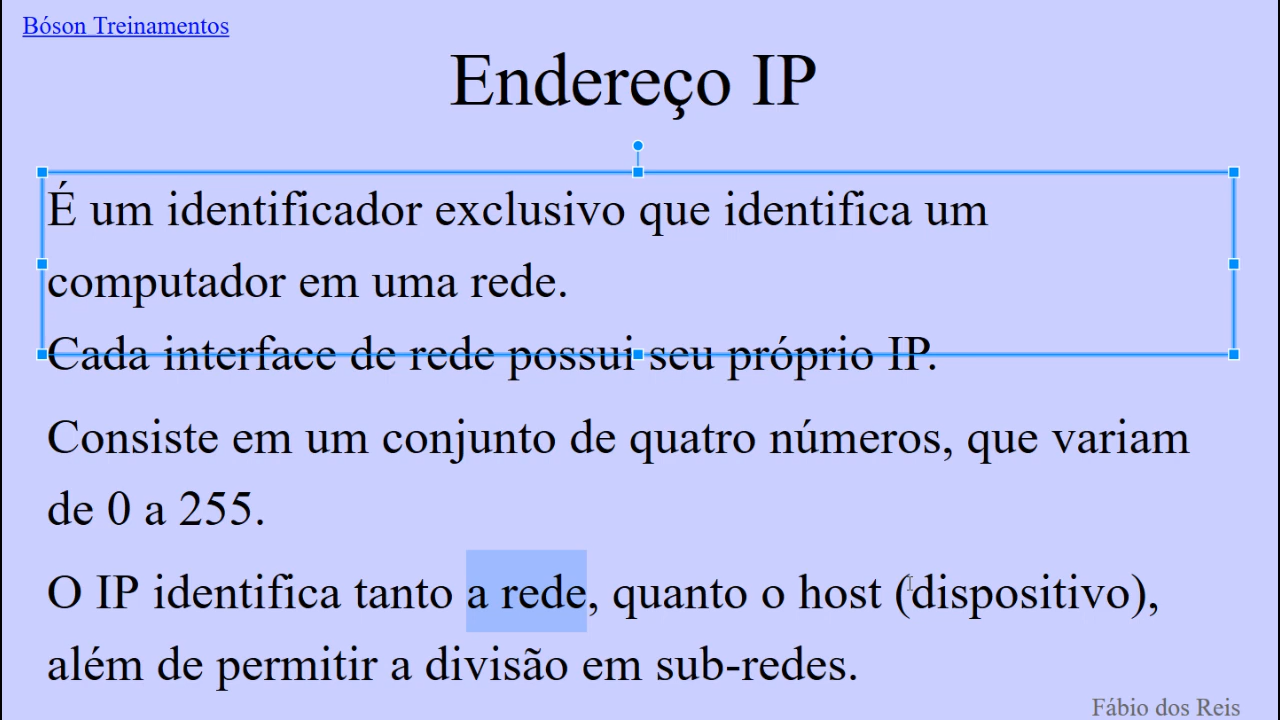 Bóson Treinamentos
Endereço IP
É um identificador exclusivo que identifica um
computador em uma rede.
Cada interface de rede possui seu próprio IP.
Consiste em um conjunto de quatro números, que variam
de 0 a 255.
O IP identifica tanto a rede, quanto o host (dispositivo),
além de permitir a divisão em sub-redes.
Fábio dos Reis